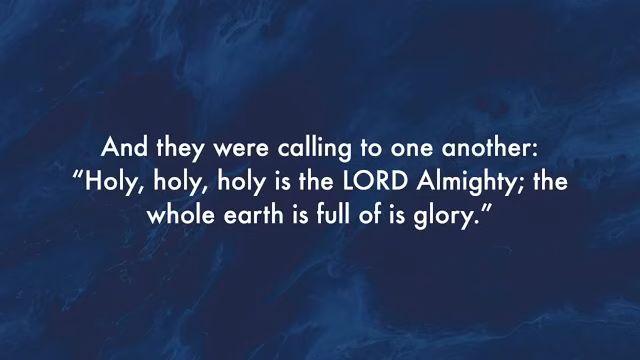 And they were calling to one another:
“Holy, holy, holy is the LORD Almighty; the
whole earth is full of is glory.”